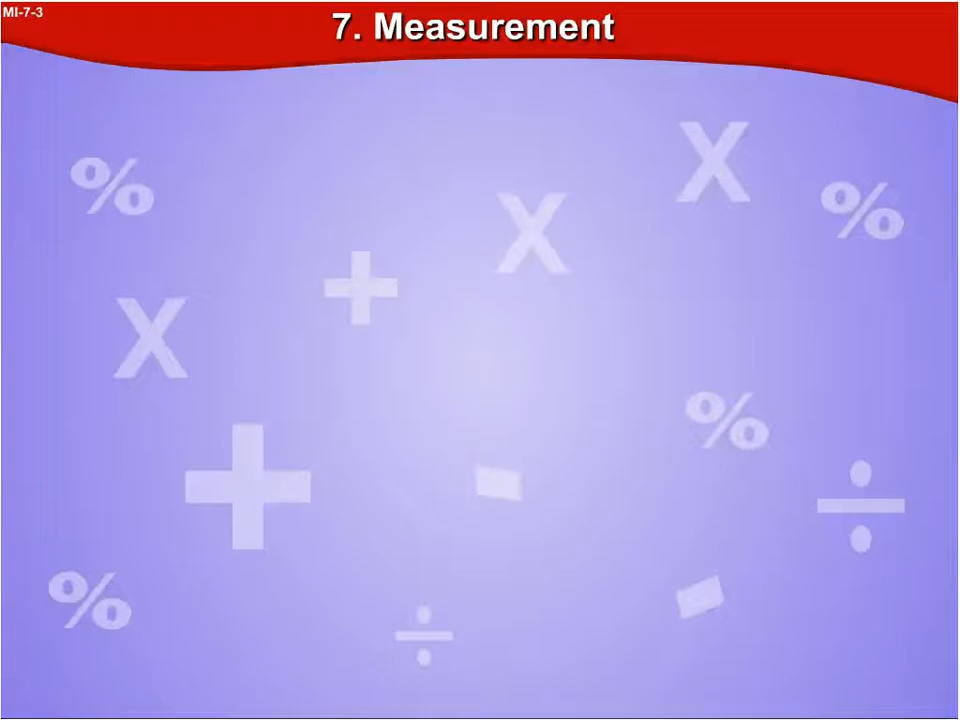 MI-7-3
7. Measurement
% X X %
+
X
%
+ - ÷
% ÷ -